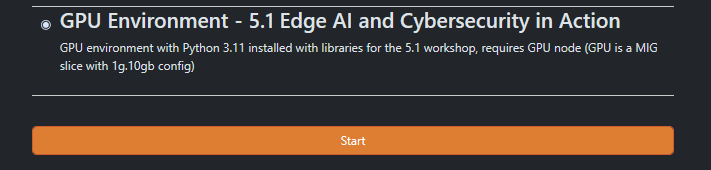 GPU Environment - 5.1 Edge AI and Cybersecurity in Action
GPU environment with Python 3.11 installed with libraries for the 5.1 workshop, requires GPU node (GPU is a MIG
slice with 1g.10gb config)
Start